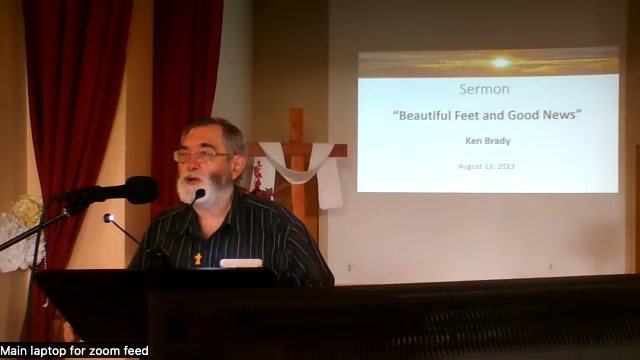 Sermon
"Beautiful Feet and Good News"
Ken Brady
August 13, 2023
Main laptop for zoom feed